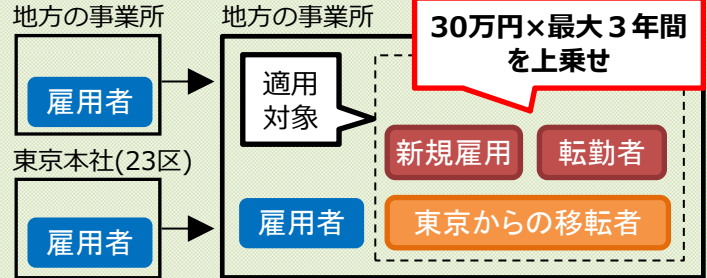 地方の事業所
雇用者
東京本社(23区)
雇用者
地方の事業所
適用
対象
30万円×最大３年間
を上乗せ
新規雇用
転勤者
雇用者
東京からの移転者